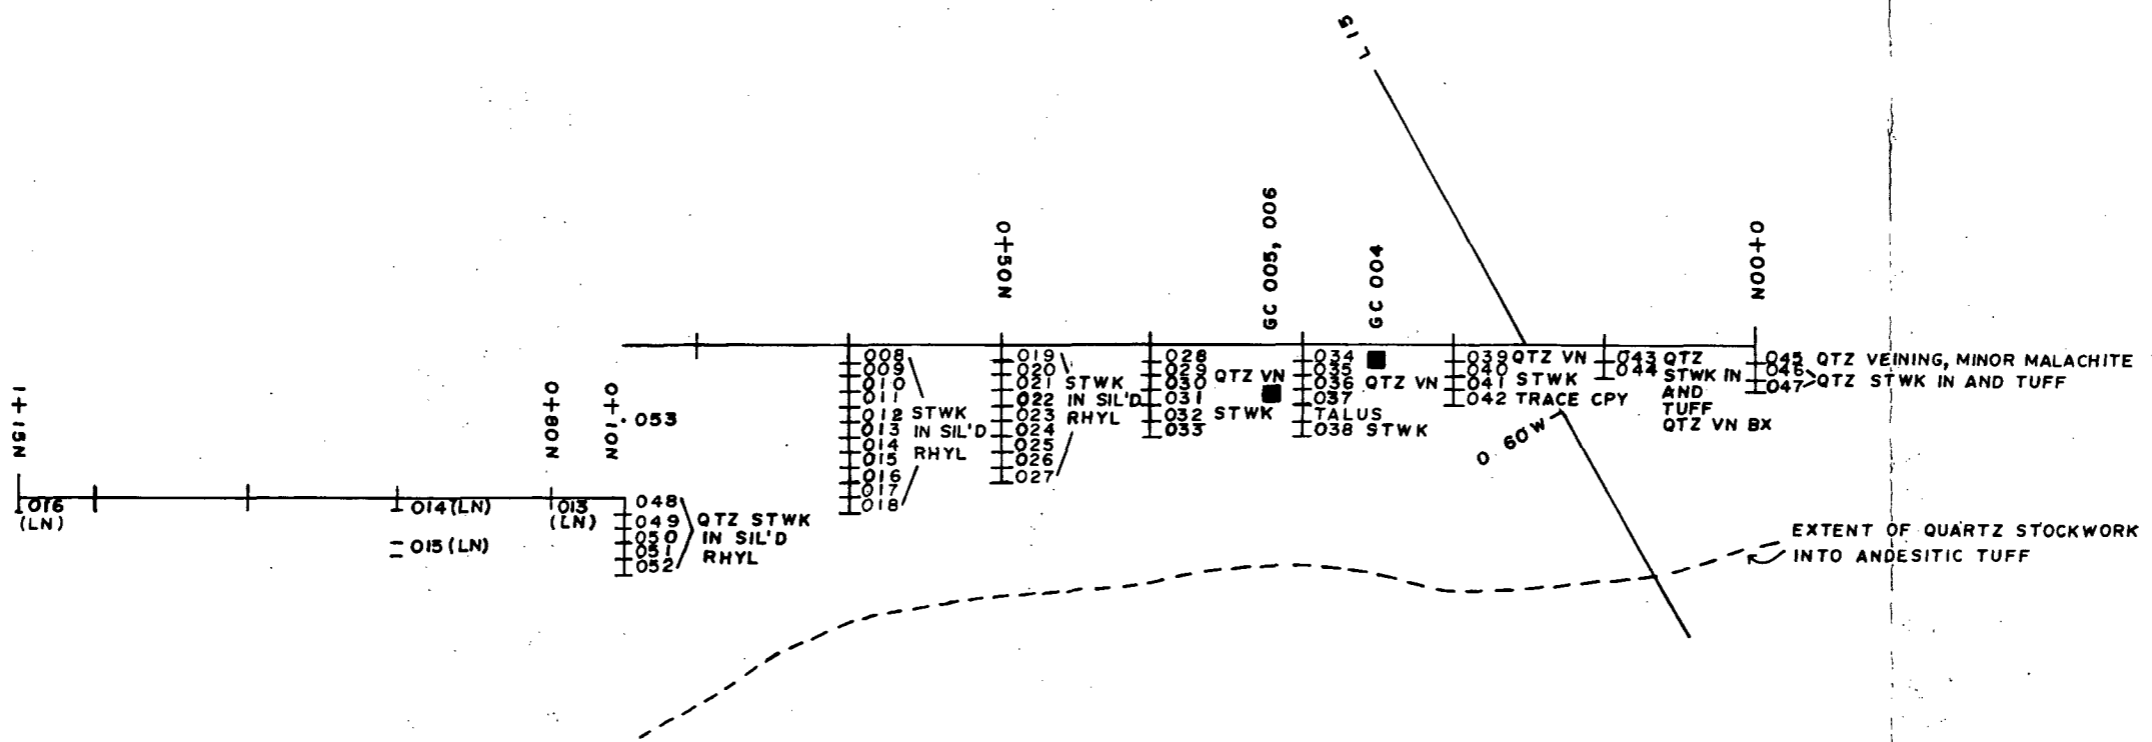 L 15
GC 005, 006
GC 004
0+50N
0+00N
1+15N
0+80N
0+10N
.053
016
(LN)
014(LN)
015(LN)
013
(LN)
048
049
050
051
052
QTZ STWK
IN SIL'D
RHYL
008
009
010
011
012
013
014
015
016
017
018
STWK
IN SIL'D
RHYL
019
020
021
022
023
024
025
026
027
STWK
IN SIL'D
RHYL
028
029
030
031
032 STWK
033
QTZ VN
034
035
036 QTZ VN
037
TALUS
038 STWK
039 QTZ VN
040
041 STWK
042 TRACE CPY
0 60W
043 QTZ
044 STWK IN
AND
TUFF
QTZ VN BX
045 QTZ VEINING, MINOR MALACHITE
046
047 QTZ STWK IN AND TUFF
EXTENT OF QUARTZ STOCKWORK
INTO ANDESITIC TUFF